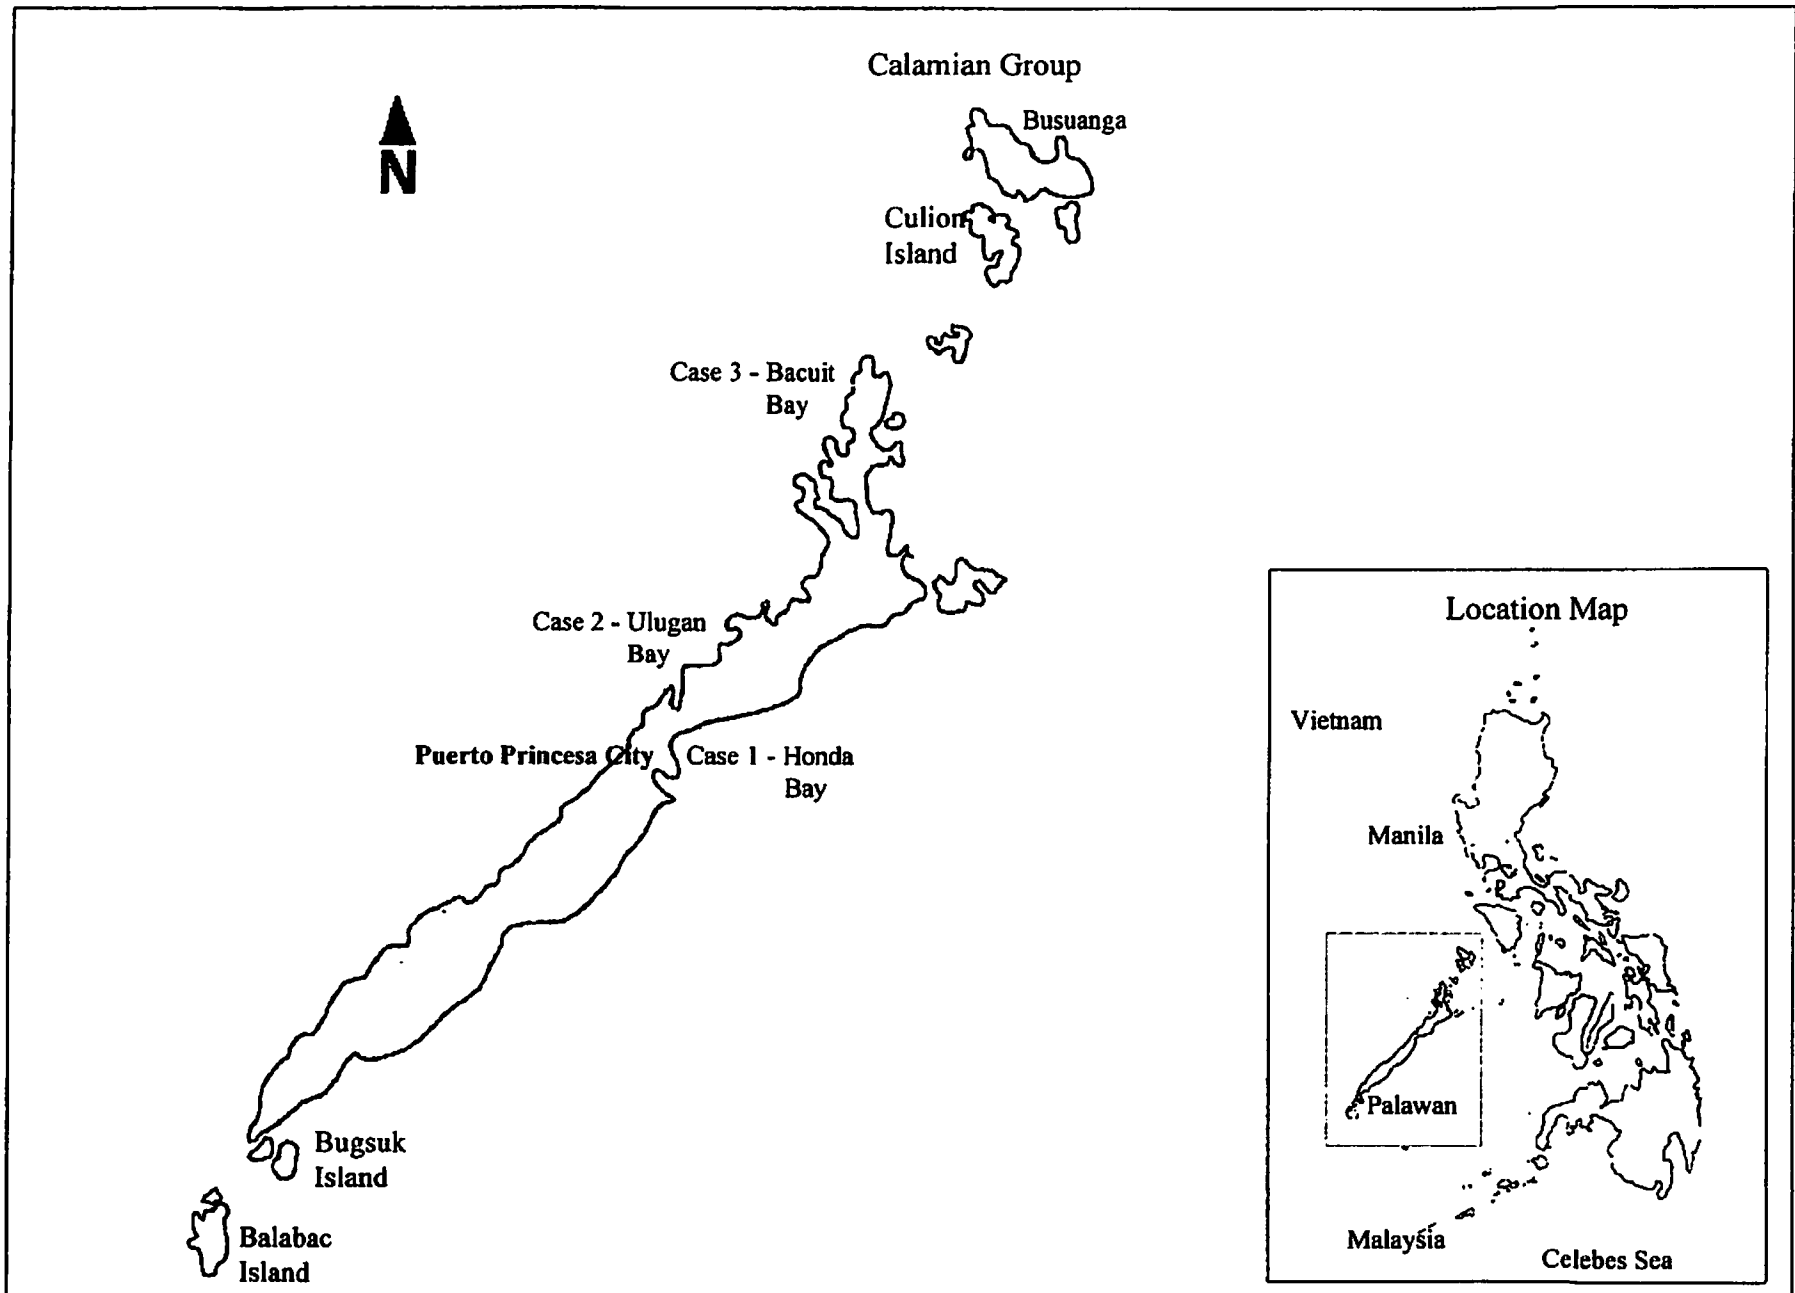 Calamian Group
Busuanga
N
Culion
Island
Case 3 - Bacuit
Bay
Case 2 - Ulugan
Bay
Puerto Princesa City
Case 1 - Honda
Bay
Bugsuk
Island
Balabac
Island
Location Map
Vietnam
Manila
Palawan
Malaysia
Celebes Sea